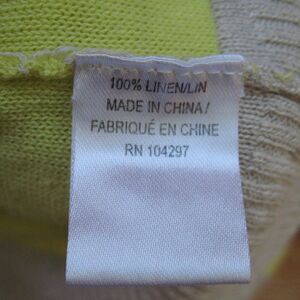 100% LINEN/LIN
MADE IN CHINA/
FABRIQUÉ EN CHINE
RN 104297